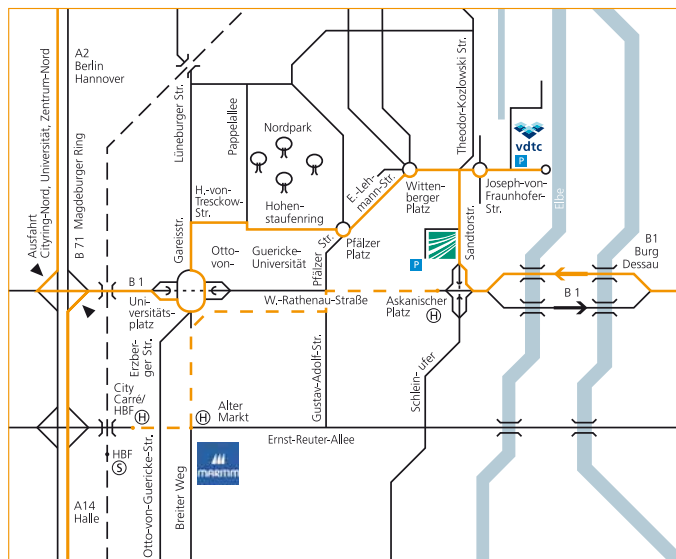 A2
Berlin
Hannover
Ausfahrt
Cityring-Nord, Universität, Zentrum-Nord
B 71 Magdeburger Ring
Lüneburger Str.
Pappelallee
Nordpark
Theodor-Kozlowski Str.
vdtc
P
H.-von-
Tresckow-
Str.
Hohen-
staufenring
E.-Leh-
mann-Str.
Witten-
berger
Platz
Joseph-von-
Fraunhofer-
Str.
Elbe
Gareisstr.
Otto-
von-
Guericke-
Universität
Pfälzer Str.
Pfälzer
Platz
P
Sandtorstr.
B1
Burg
Dessau
B 1
Uni-
versitäts-
platz
W.-Rathenau-Straße
Askanischer
Platz
H
B 1
Erzber-
ger Str.
City
Carré/
HBF
H
H
Alter
Markt
Gustav-Adolf-Str.
Schlein- ufer
Ernst-Reuter-Allee
HBF
S
MARITIM
A14
Halle
Otto-von-Guericke-Str.
Breiter Weg